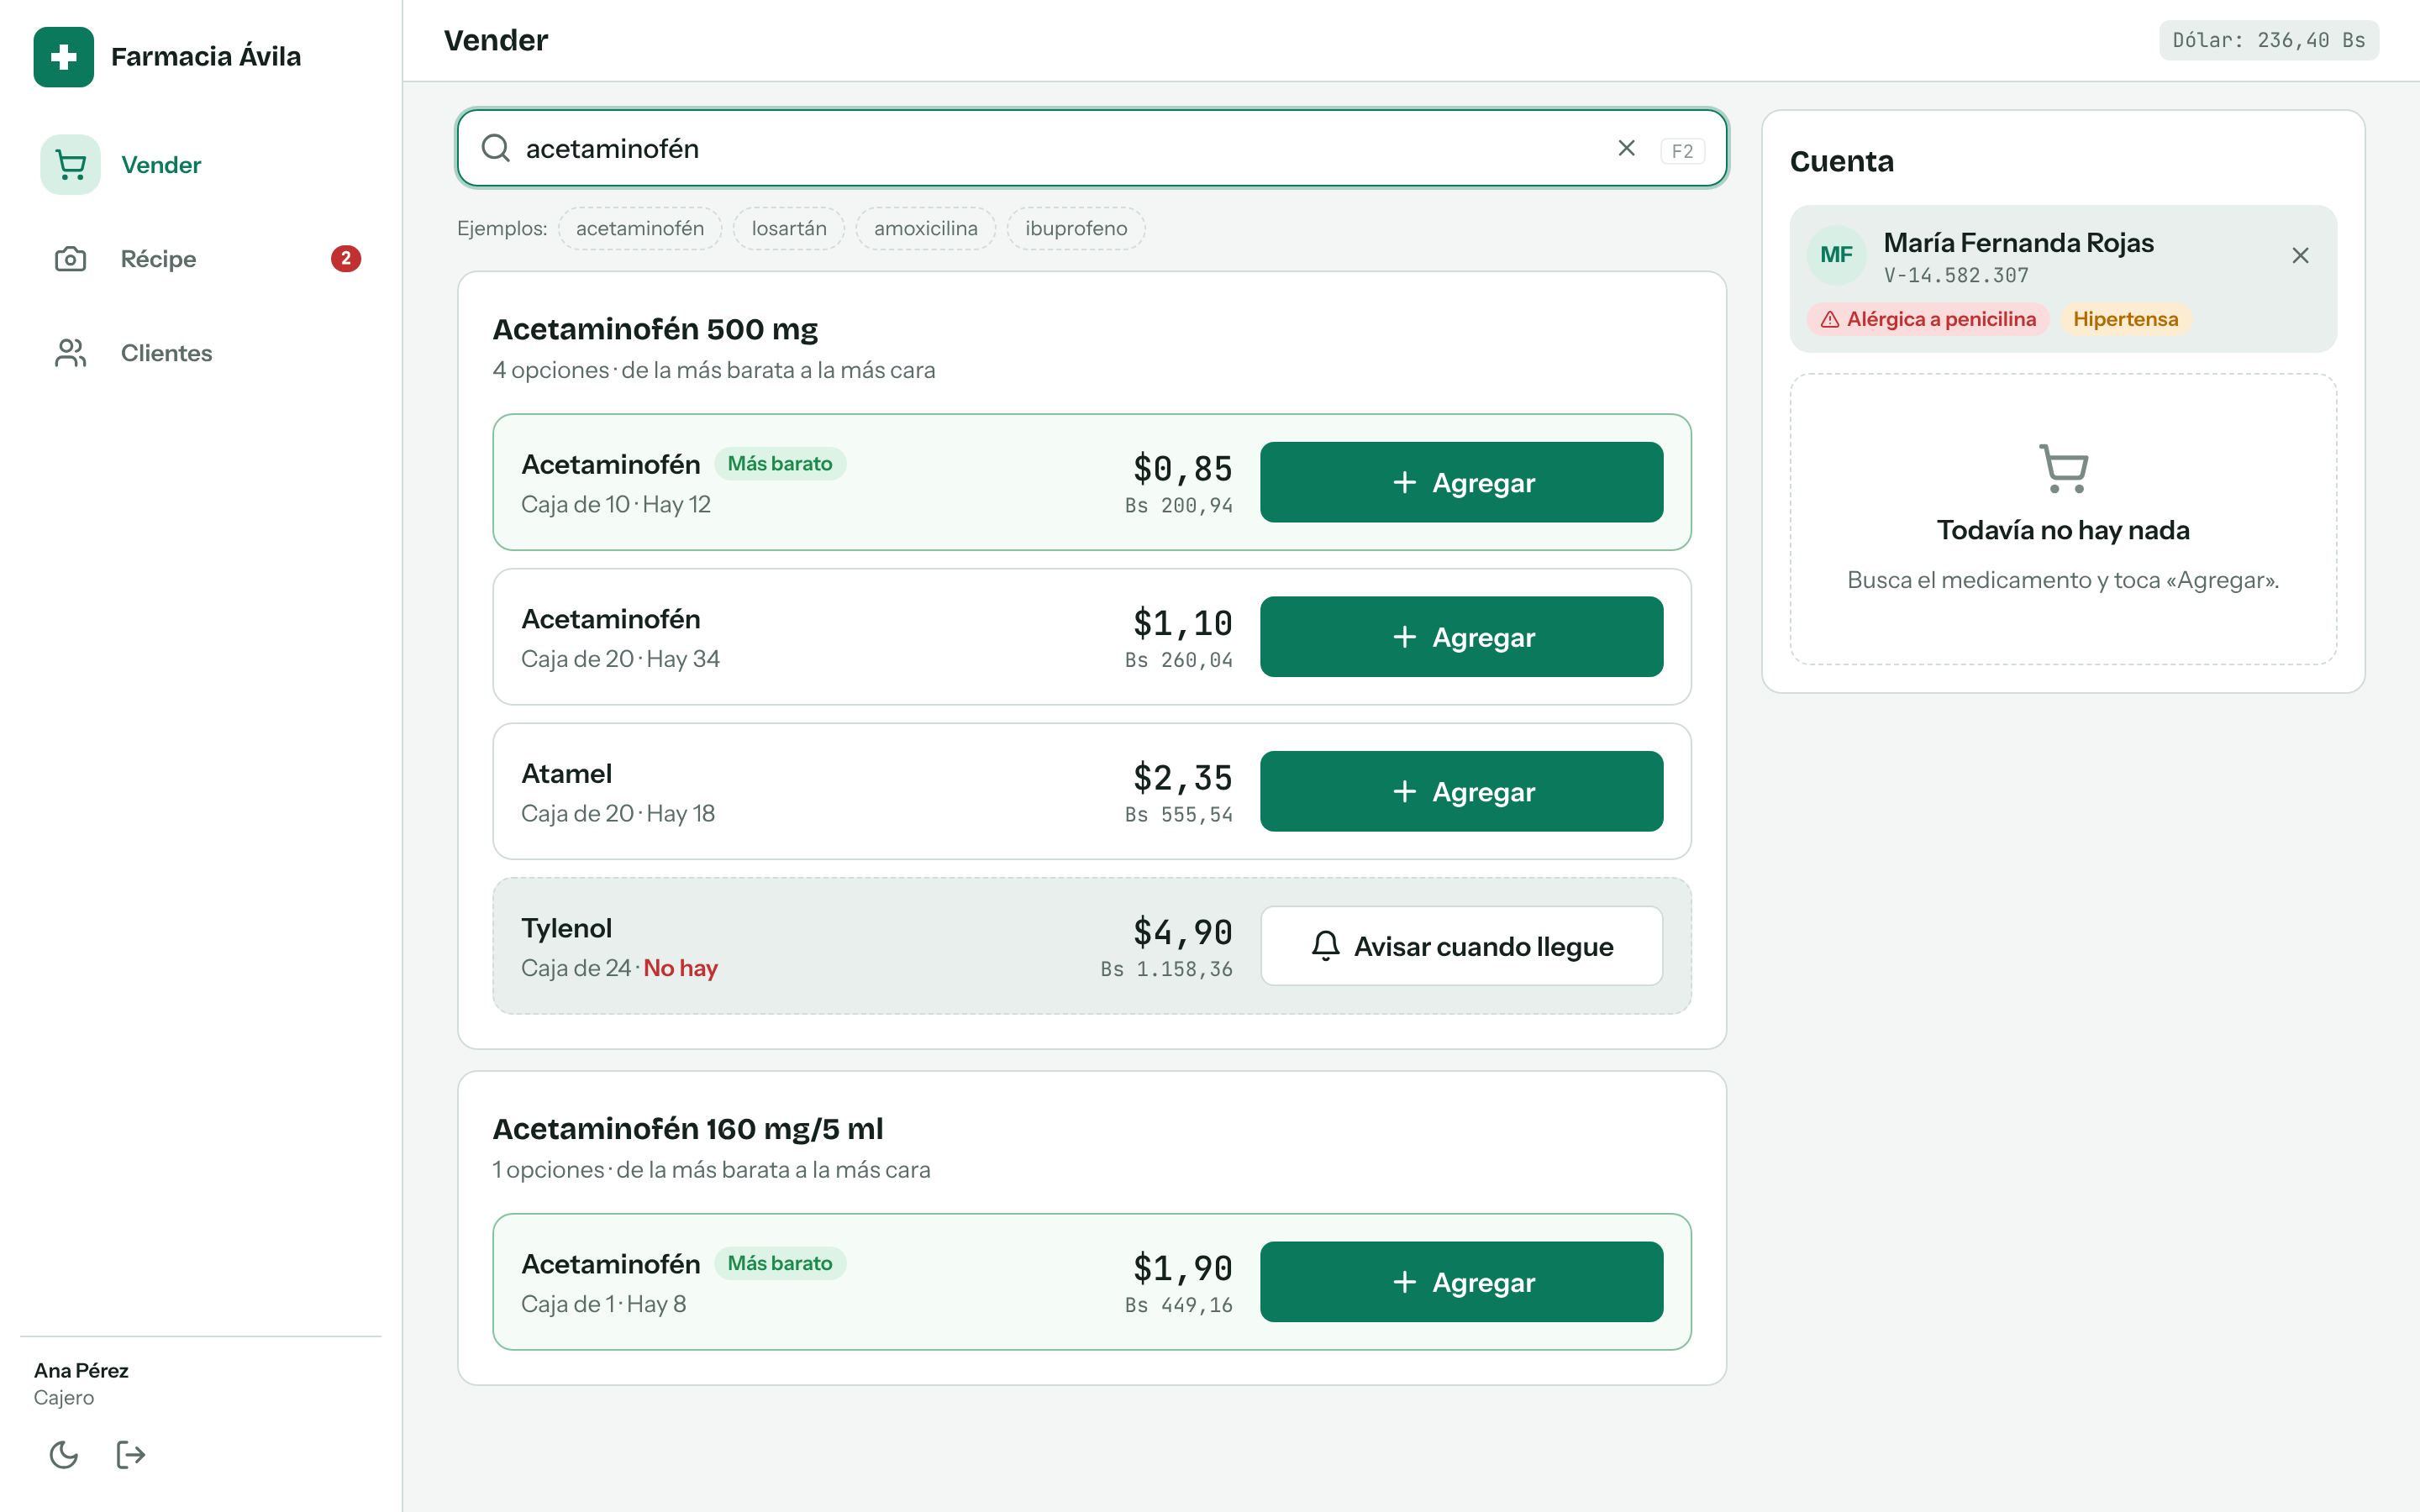 Farmacia Ávila
Vender
Récipe
2
Clientes
Ana Pérez
Cajero
Vender
Dólar: 236,40 Bs
acetaminofén
F2
Ejemplos:
acetaminofén
losartán
amoxicilina
ibuprofeno
Acetaminofén 500 mg
4 opciones · de la más barata a la más cara
Acetaminofén
Más barato
Caja de 10 · Hay 12
$0,85
Bs 200,94
Agregar
Acetaminofén
Caja de 20 · Hay 34
$1,10
Bs 260,04
Agregar
Atamel
Caja de 20 · Hay 18
$2,35
Bs 555,54
Agregar
Tylenol
Caja de 24 · No hay
$4,90
Bs 1.158,36
Avisar cuando llegue
Acetaminofén 160 mg/5 ml
1 opciones · de la más barata a la más cara
Acetaminofén
Más barato
Caja de 1 · Hay 8
$1,90
Bs 449,16
Agregar
Cuenta
MF
María Fernanda Rojas
V-14.582.307
Alérgica a penicilina
Hipertensa
Todavía no hay nada
Busca el medicamento y toca «Agregar».